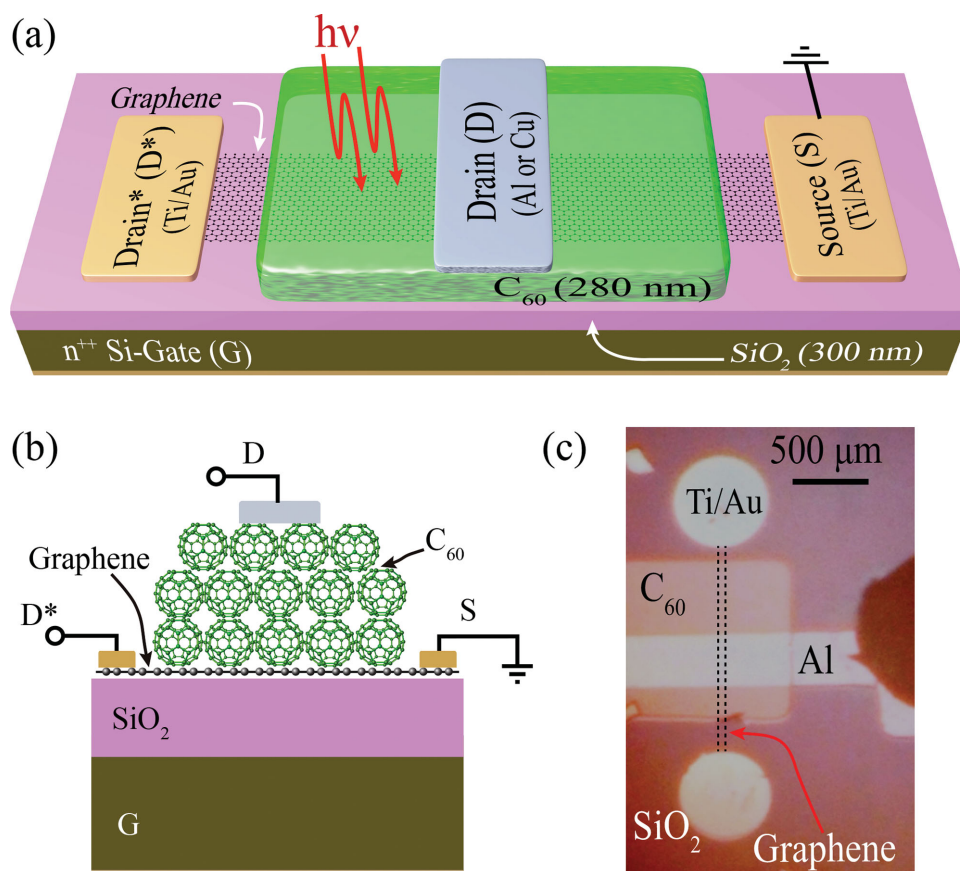 (a)
hν
Graphene
Drain* (D*)
(Ti/Au)
Drain (D)
(Al or Cu)
Source (S)
(Ti/Au)
C₆₀ (280 nm)
n⁺⁺ Si-Gate (G)
SiO₂ (300 nm)
(b)
D
Graphene
C₆₀
D*
S
SiO₂
G
(c)
500 μm
Ti/Au
C₆₀
Al
SiO₂
Graphene